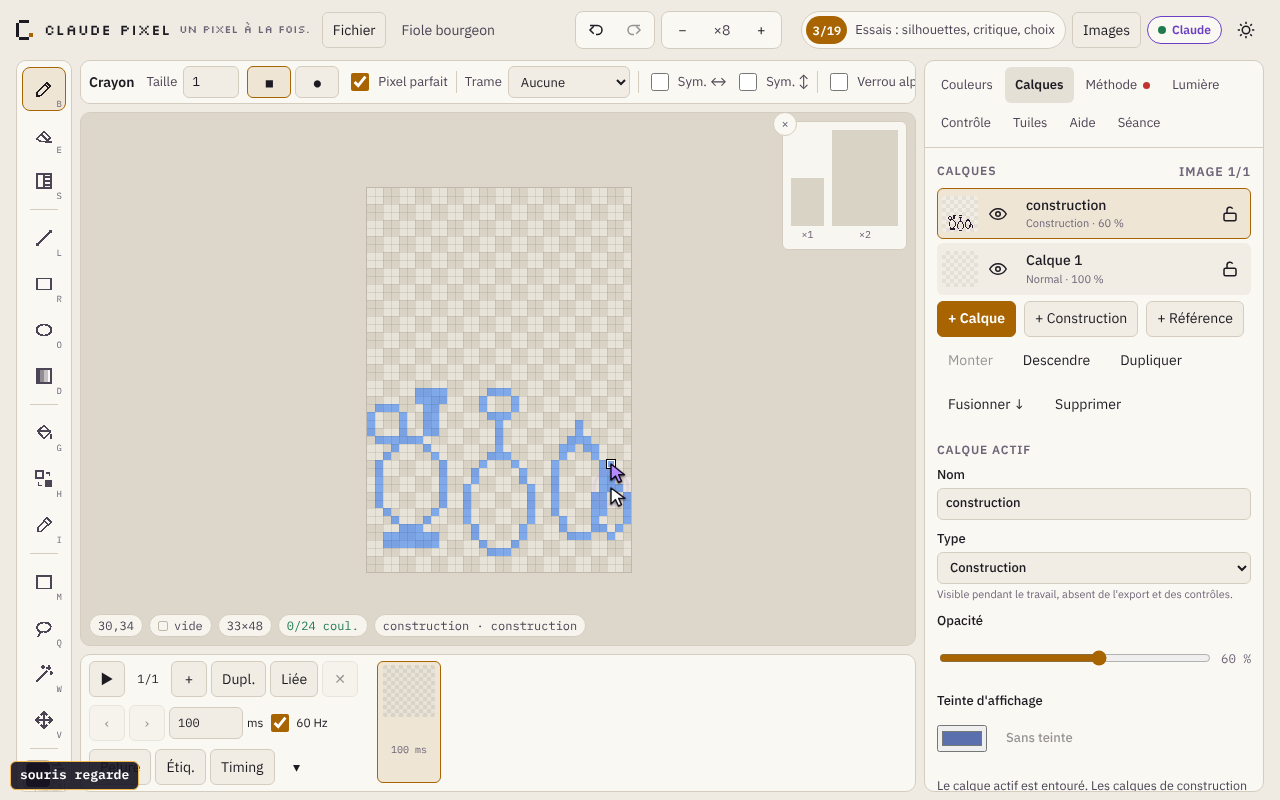 CLAUDE PIXEL UN PIXEL À LA FOIS. Fichier Fiole bourgeon − ×8 + 3/19 Essais : silhouettes, critique, choix Images Claude
Crayon Taille 1 Pixel parfait Trame Aucune Sym. Sym. Verrou alp
B
E
S
L
R
O
D
G
H
I
M
Q
W
V
×
×1 ×2
30,34 vide 33×48 0/24 coul. construction · construction
1/1 + Dupl. Liée ×
‹ › 100 ms 60 Hz
Étiq. Timing
100 ms
souris regarde
Couleurs Calques Méthode Lumière
Contrôle Tuiles Aide Séance
CALQUES IMAGE 1/1
construction
Construction · 60 %
Calque 1
Normal · 100 %
+ Calque + Construction + Référence
Monter Descendre Dupliquer
Fusionner ↓ Supprimer
CALQUE ACTIF
Nom
construction
Type
Construction
Visible pendant le travail, absent de l'export et des contrôles.
Opacité
60 %
Teinte d'affichage
Sans teinte
Le calque actif est entouré. Les calques de construction